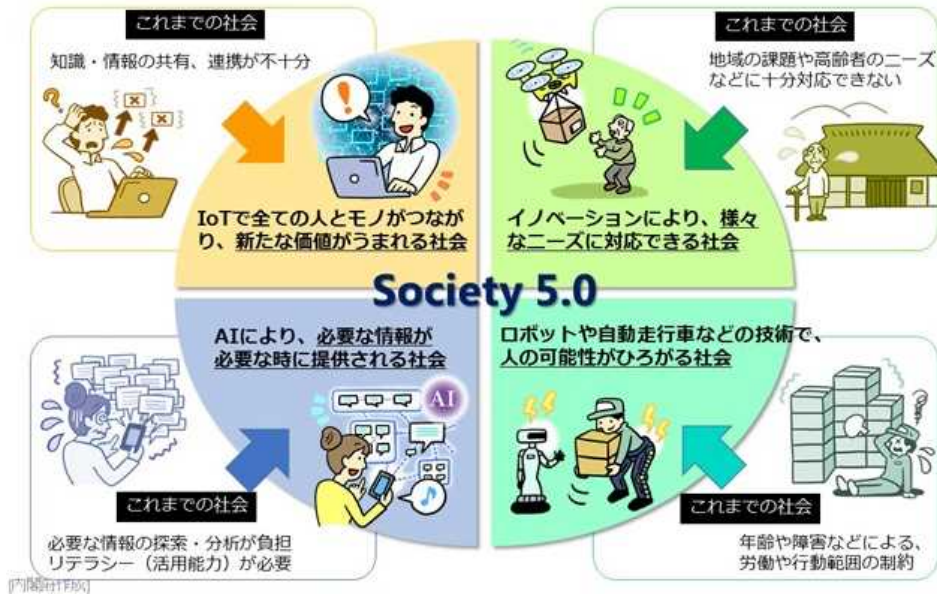 これまでの社会
知識・情報の共有、連携が不十分
IoTで全ての人とモノがつなが
り、新たな価値がうまれる社会
これまでの社会
地域の課題や高齢者のニーズ
などに十分対応できない
イノベーションにより、様々
なニーズに対応できる社会
Society 5.0
AIにより、必要な情報が
必要な時に提供される社会
AI
これまでの社会
必要な情報の探索・分析が負担
リテラシー（活用能力）が必要
ロボットや自動走行車などの技術で、
人の可能性がひろがる社会
これまでの社会
年齢や障害などによる、
労働や行動範囲の制約
[内閣府作成]